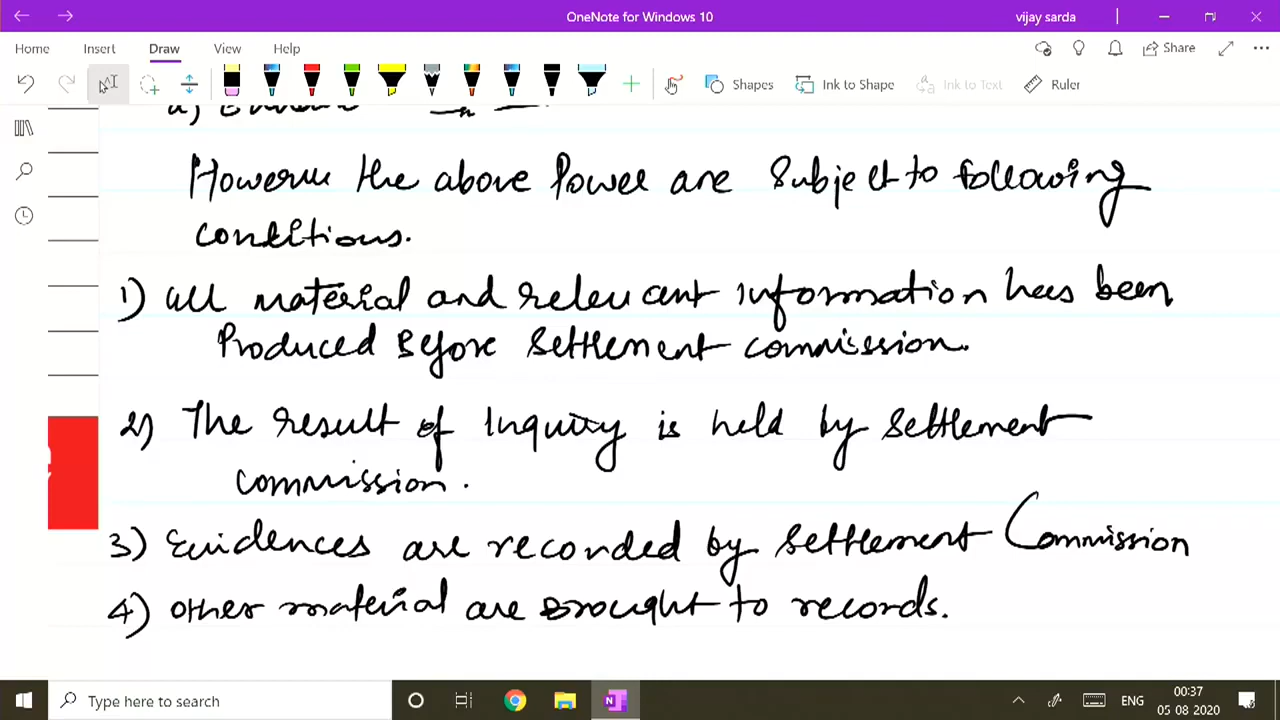 OneNote for Windows 10
vijay sarda
Home Insert Draw View Help
Share
Shapes
Ink to Shape
Ink to Text
Ruler
However the above Power are Subject to following
conditions.
1) all material and relevant information has been
Produced Before Settlement commission.
2) The result of Inquiry is held by Settlement
commission.
3) Evidences are recorded by Settlement Commission
4) other material are Brought to records.
Type here to search
ENG
00:37
05-08-2020